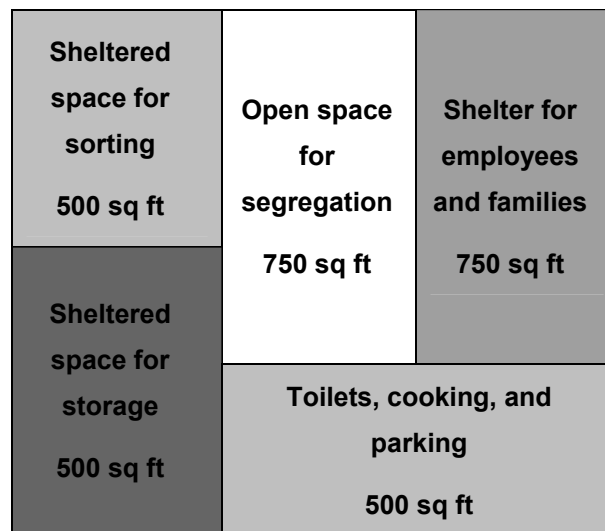 Sheltered
space for
sorting
500 sq ft
Open space
for
segregation
750 sq ft
Shelter for
employees
and families
750 sq ft
Sheltered
space for
storage
500 sq ft
Toilets, cooking, and
parking
500 sq ft